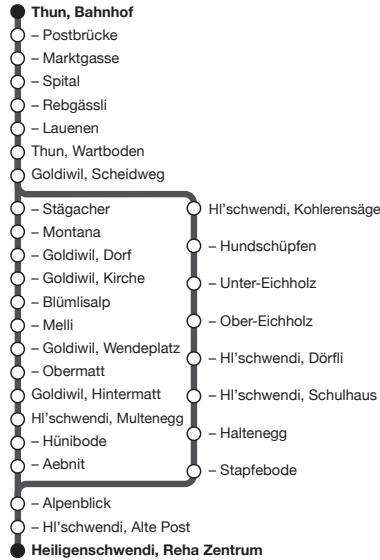 Thun, Bahnhof
– Postbrücke
– Marktgasse
– Spital
– Rebgässli
– Lauenen
Thun, Wartboden
Goldiwil, Scheidweg
– Stägacher
– Montana
– Goldiwil, Dorf
– Goldiwil, Kirche
– Blümlisalp
– Melli
– Goldiwil, Wendeplatz
– Obermatt
Goldiwil, Hintermatt
Hl'schwendi, Multenegg
– Hünibode
– Aebnit
Hl'schwendi, Kohlerensäge
– Hundschüpfen
– Unter-Eichholz
– Ober-Eichholz
– Hl'schwendi, Dörfli
– Hl'schwendi, Schulhaus
– Haltenegg
– Stapfebode
– Alpenblick
– Hl'schwendi, Alte Post
Heiligenschwendi, Reha Zentrum